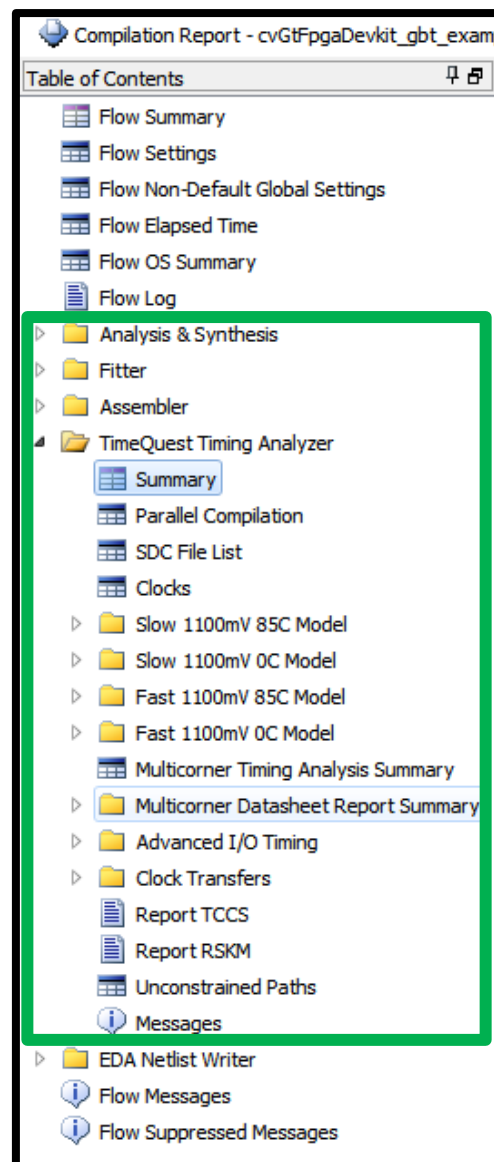 Compilation Report - cvGtFpgaDevkit_gbt_exam
Table of Contents
Flow Summary
Flow Settings
Flow Non-Default Global Settings
Flow Elapsed Time
Flow OS Summary
Flow Log
Analysis & Synthesis
Fitter
Assembler
TimeQuest Timing Analyzer
Summary
Parallel Compilation
SDC File List
Clocks
Slow 1100mV 85C Model
Slow 1100mV 0C Model
Fast 1100mV 85C Model
Fast 1100mV 0C Model
Multicorner Timing Analysis Summary
Multicorner Datasheet Report Summary
Advanced I/O Timing
Clock Transfers
Report TCCS
Report RSKM
Unconstrained Paths
Messages
EDA Netlist Writer
Flow Messages
Flow Suppressed Messages